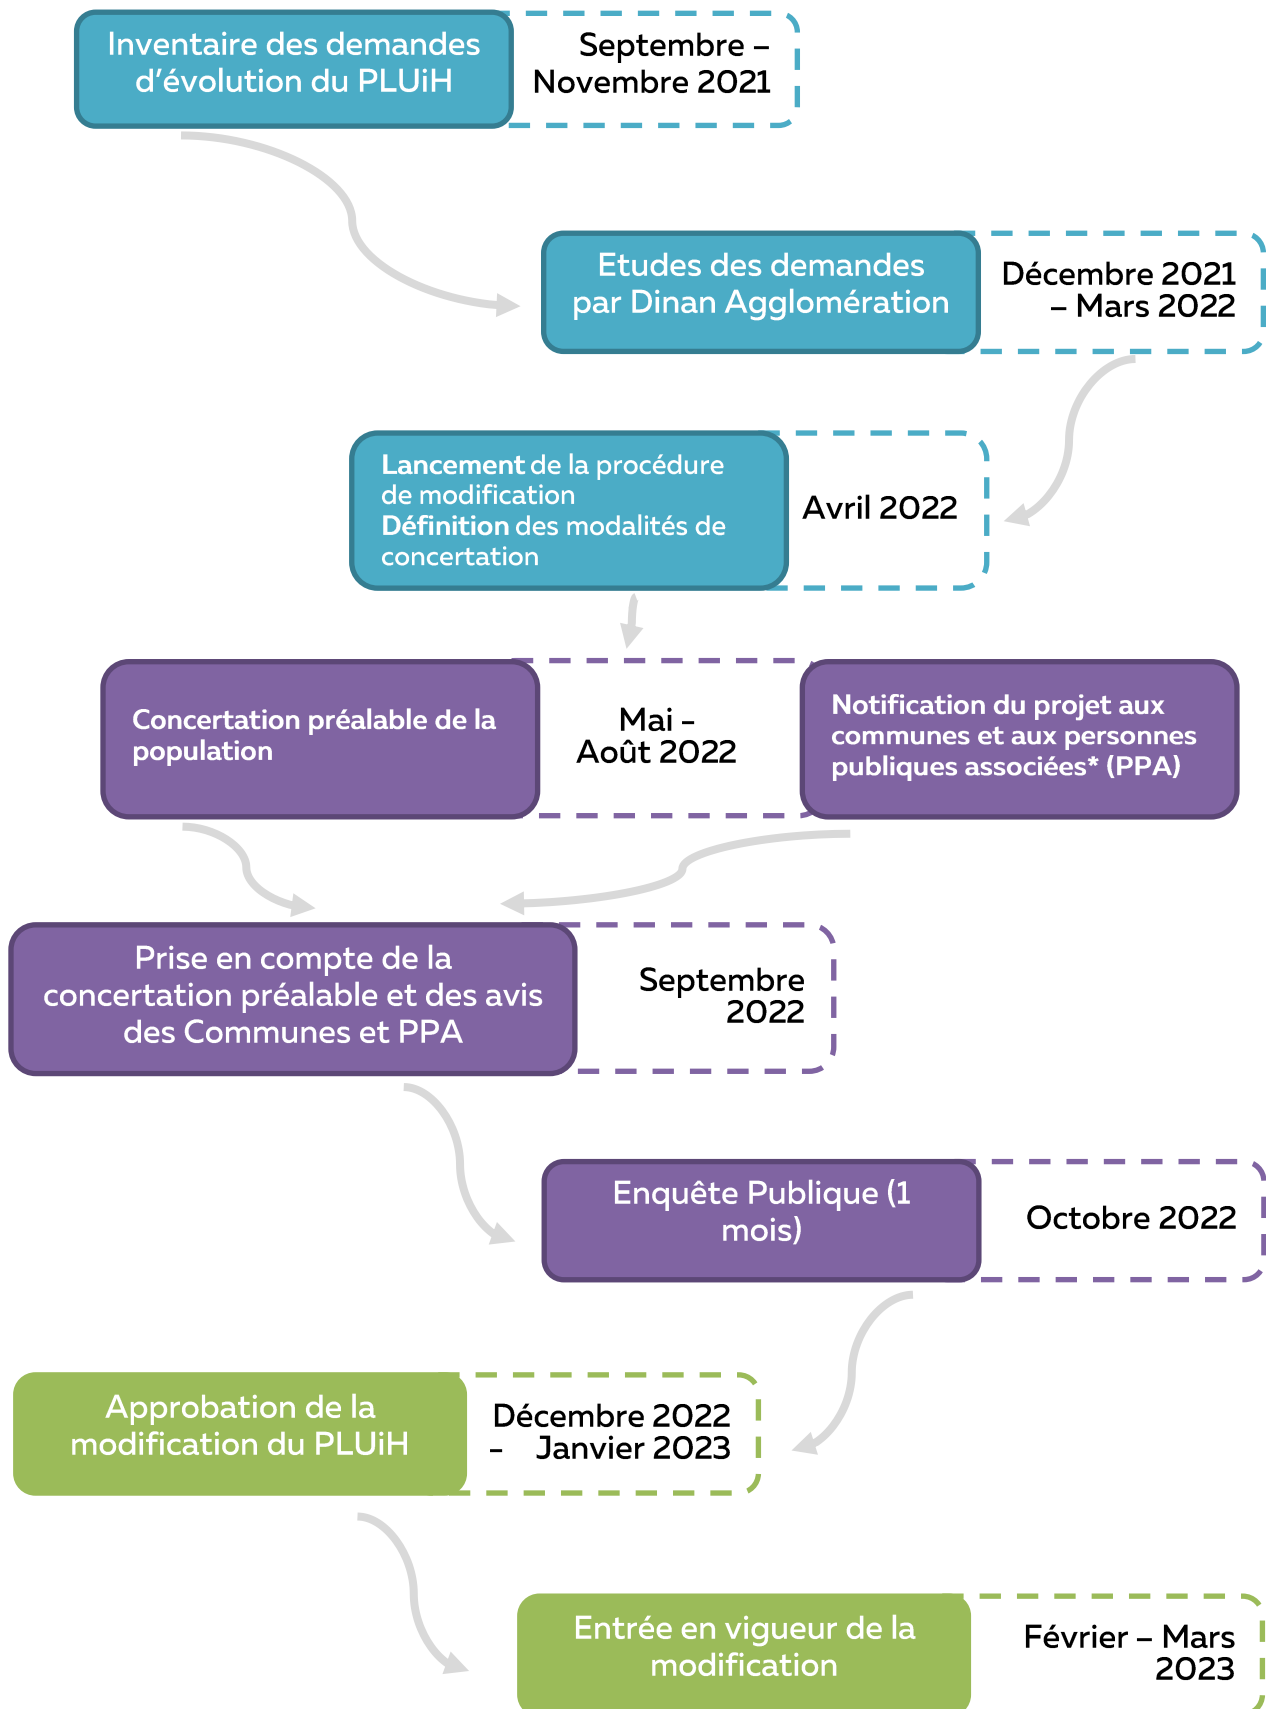 Inventaire des demandes
d'évolution du PLUiH
Septembre –
Novembre 2021
Etudes des demandes
par Dinan Agglomération
Décembre 2021
– Mars 2022
Lancement de la procédure
de modification
Définition des modalités de
concertation
Avril 2022
Concertation préalable de la
population
Mai -
Août 2022
Notification du projet aux
communes et aux personnes
publiques associées* (PPA)
Prise en compte de la
concertation préalable et des avis
des Communes et PPA
Septembre
2022
Enquête Publique (1
mois)
Octobre 2022
Approbation de la
modification du PLUiH
Décembre 2022
- Janvier 2023
Entrée en vigueur de la
modification
Février – Mars
2023